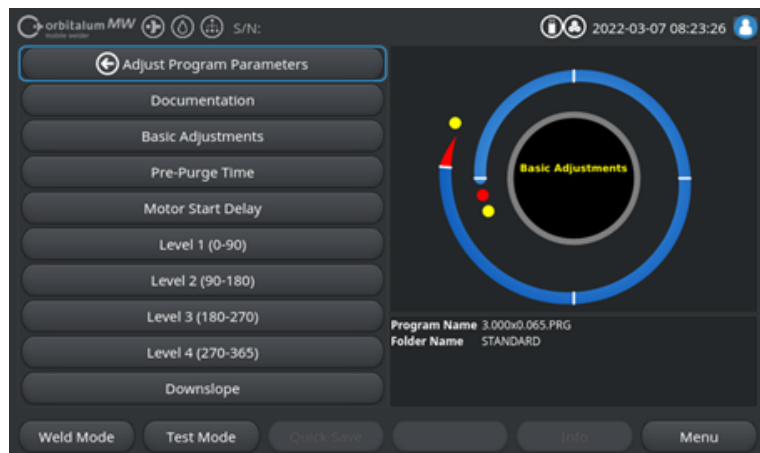 orbitalum MW
mobile welder
S/N:
2022-03-07 08:23:26
Adjust Program Parameters
Documentation
Basic Adjustments
Pre-Purge Time
Motor Start Delay
Level 1 (0-90)
Level 2 (90-180)
Level 3 (180-270)
Level 4 (270-365)
Downslope
Basic Adjustments
Program Name 3.000x0.065.PRG
Folder Name STANDARD
Weld Mode
Test Mode
Quick Save
Info
Menu